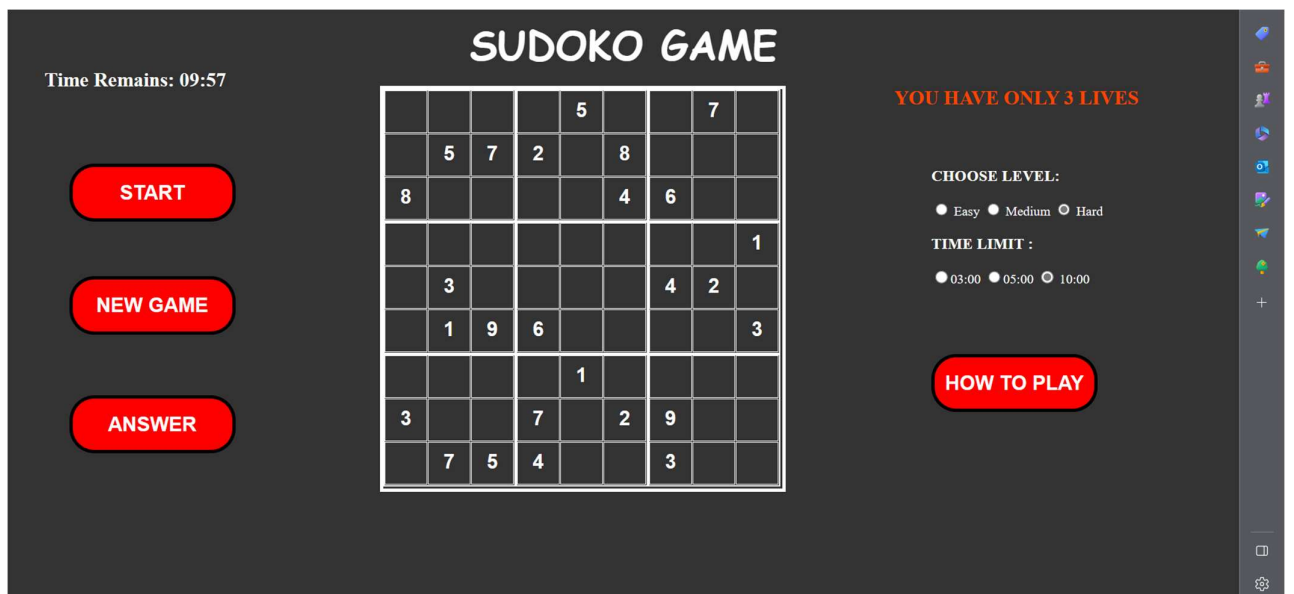 SUDOKO GAME
Time Remains: 09:57
YOU HAVE ONLY 3 LIVES
START
NEW GAME
ANSWER
5 7
5 7 2 8
8 4 6
1
3 4 2
1 9 6 3
1
3 7 2 9
7 5 4 3
CHOOSE LEVEL:
Easy Medium Hard
TIME LIMIT :
03:00 05:00 10:00
HOW TO PLAY